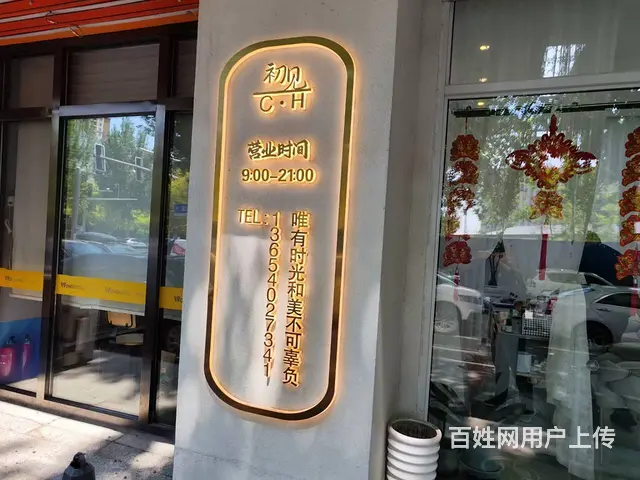 初见
C·H
营业时间
9:00-21:00
TEL:13654027341
唯有时光和美不可辜负
百姓网用户上传